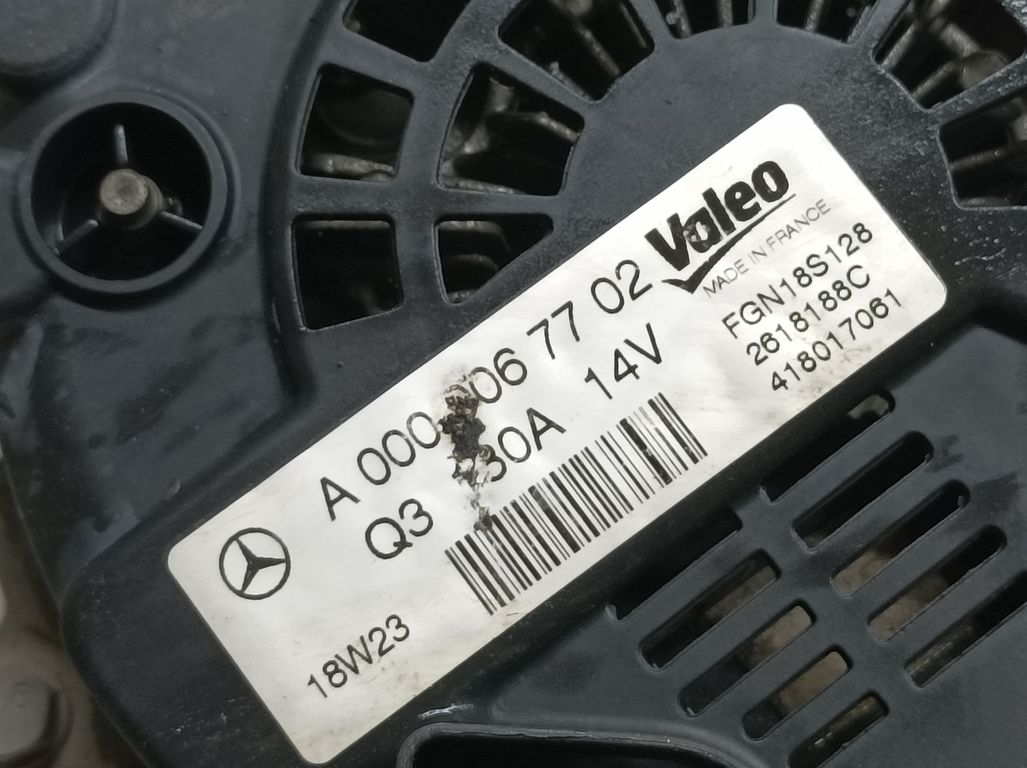 Valeo
MADE IN FRANCE
FGN18S128
2618188C
418017061
A 000 77 02
Q3 14V
18W23